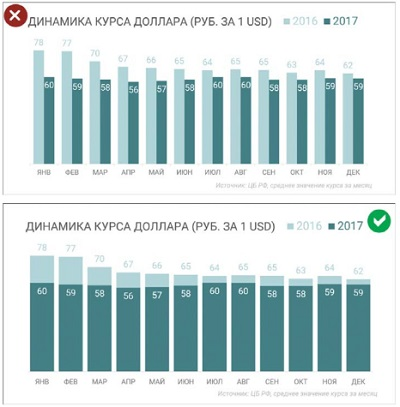 ДИНАМИКА КУРСА ДОЛЛАРА (РУБ. ЗА 1 USD) 2016 2017
78 77 70 67 66 65 64 66 65 63 64 62
60 59 58 56 57 58 60 60 58 58 59 59
ЯНВ ФЕВ МАР АПР МАЙ ИЮН ИЮЛ АВГ СЕН ОКТ НОЯ ДЕК
Источник: ЦБ РФ, среднее значение курса за месяц
ДИНАМИКА КУРСА ДОЛЛАРА (РУБ. ЗА 1 USD) 2016 2017
78 77 70 67 66 65 64 65 65 63 64 62
60 59 58 56 57 58 60 60 58 58 59 59
ЯНВ ФЕВ МАР АПР МАЙ ИЮН ИЮЛ АВГ СЕН ОКТ НОЯ ДЕК
Источник: ЦБ РФ, среднее значение курса за месяц